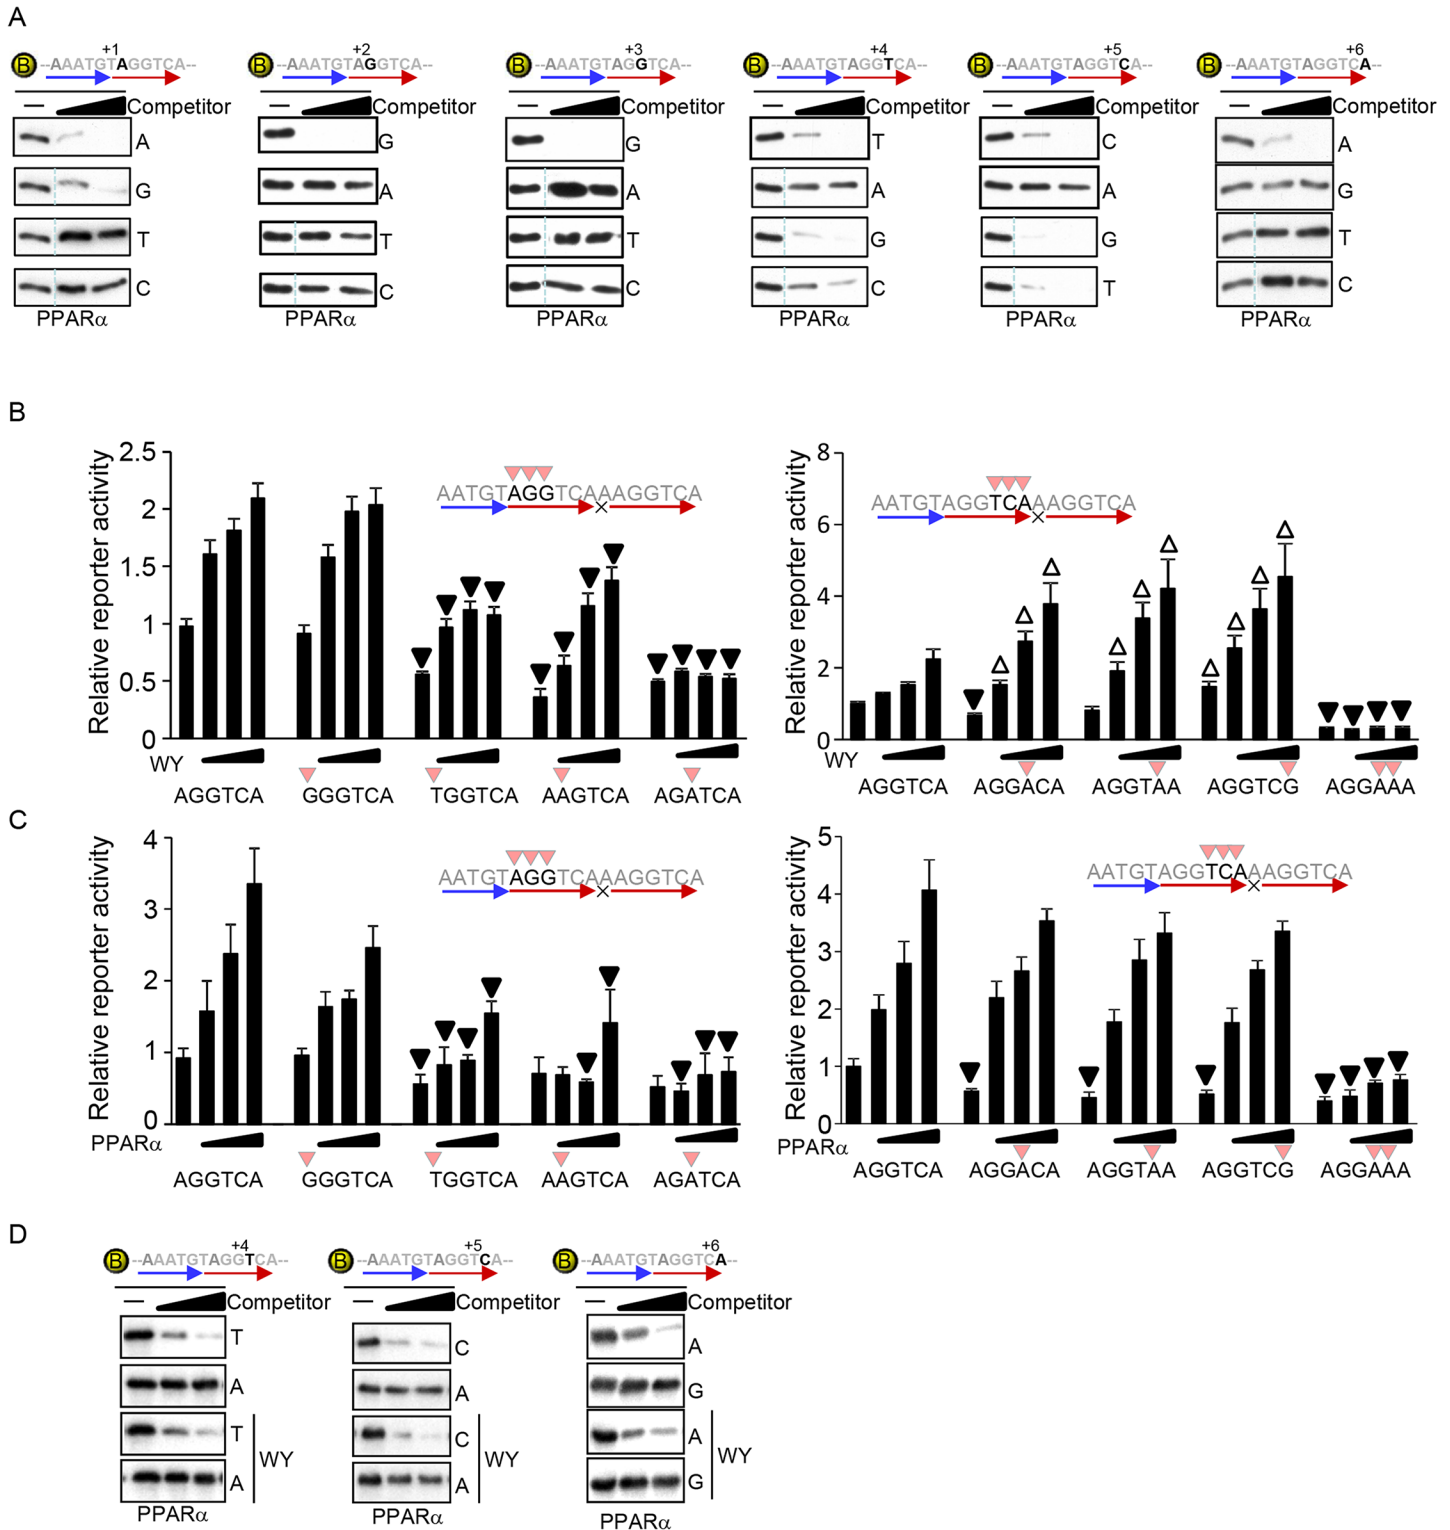 A
+1 +2 +3 +4 +5 +6
B --AAATGTAGGTCA-- B --AAATGTAGGTCA-- B --AAATGTAGGTCA-- B --AAATGTAGGTCA-- B --AAATGTAGGTCA-- B --AAATGTAGGTCA--
— Competitor — Competitor — Competitor — Competitor — Competitor — Competitor
A G G T C A
G A A A A G
T T T G G T
C C C C T C
PPARα PPARα PPARα PPARα PPARα PPARα
B
Relative reporter activity
2.5
2
1.5
1
0.5
0
AATGTAGGTCAAAGGTCA
×
WY
AGGTCA GGGTCA TGGTCA AAGTCA AGATCA
Relative reporter activity
8
6
4
2
0
AATGTAGGTCAAAGGTCA
×
WY
AGGTCA AGGACA AGGTAA AGGTCG AGGAAA
C
Relative reporter activity
4
3
2
1
0
AATGTAGGTCAAAGGTCA
×
PPARα
AGGTCA GGGTCA TGGTCA AAGTCA AGATCA
Relative reporter activity
5
4
3
2
1
0
AATGTAGGTCAAAGGTCA
×
PPARα
AGGTCA AGGACA AGGTAA AGGTCG AGGAAA
D
+4 +5 +6
B --AAATGTAGGTCA-- B --AAATGTAGGTCA-- B --AAATGTAGGTCA--
— Competitor — Competitor — Competitor
T C A
A A G
T C A
WY WY WY
A A G
PPARα PPARα PPARα